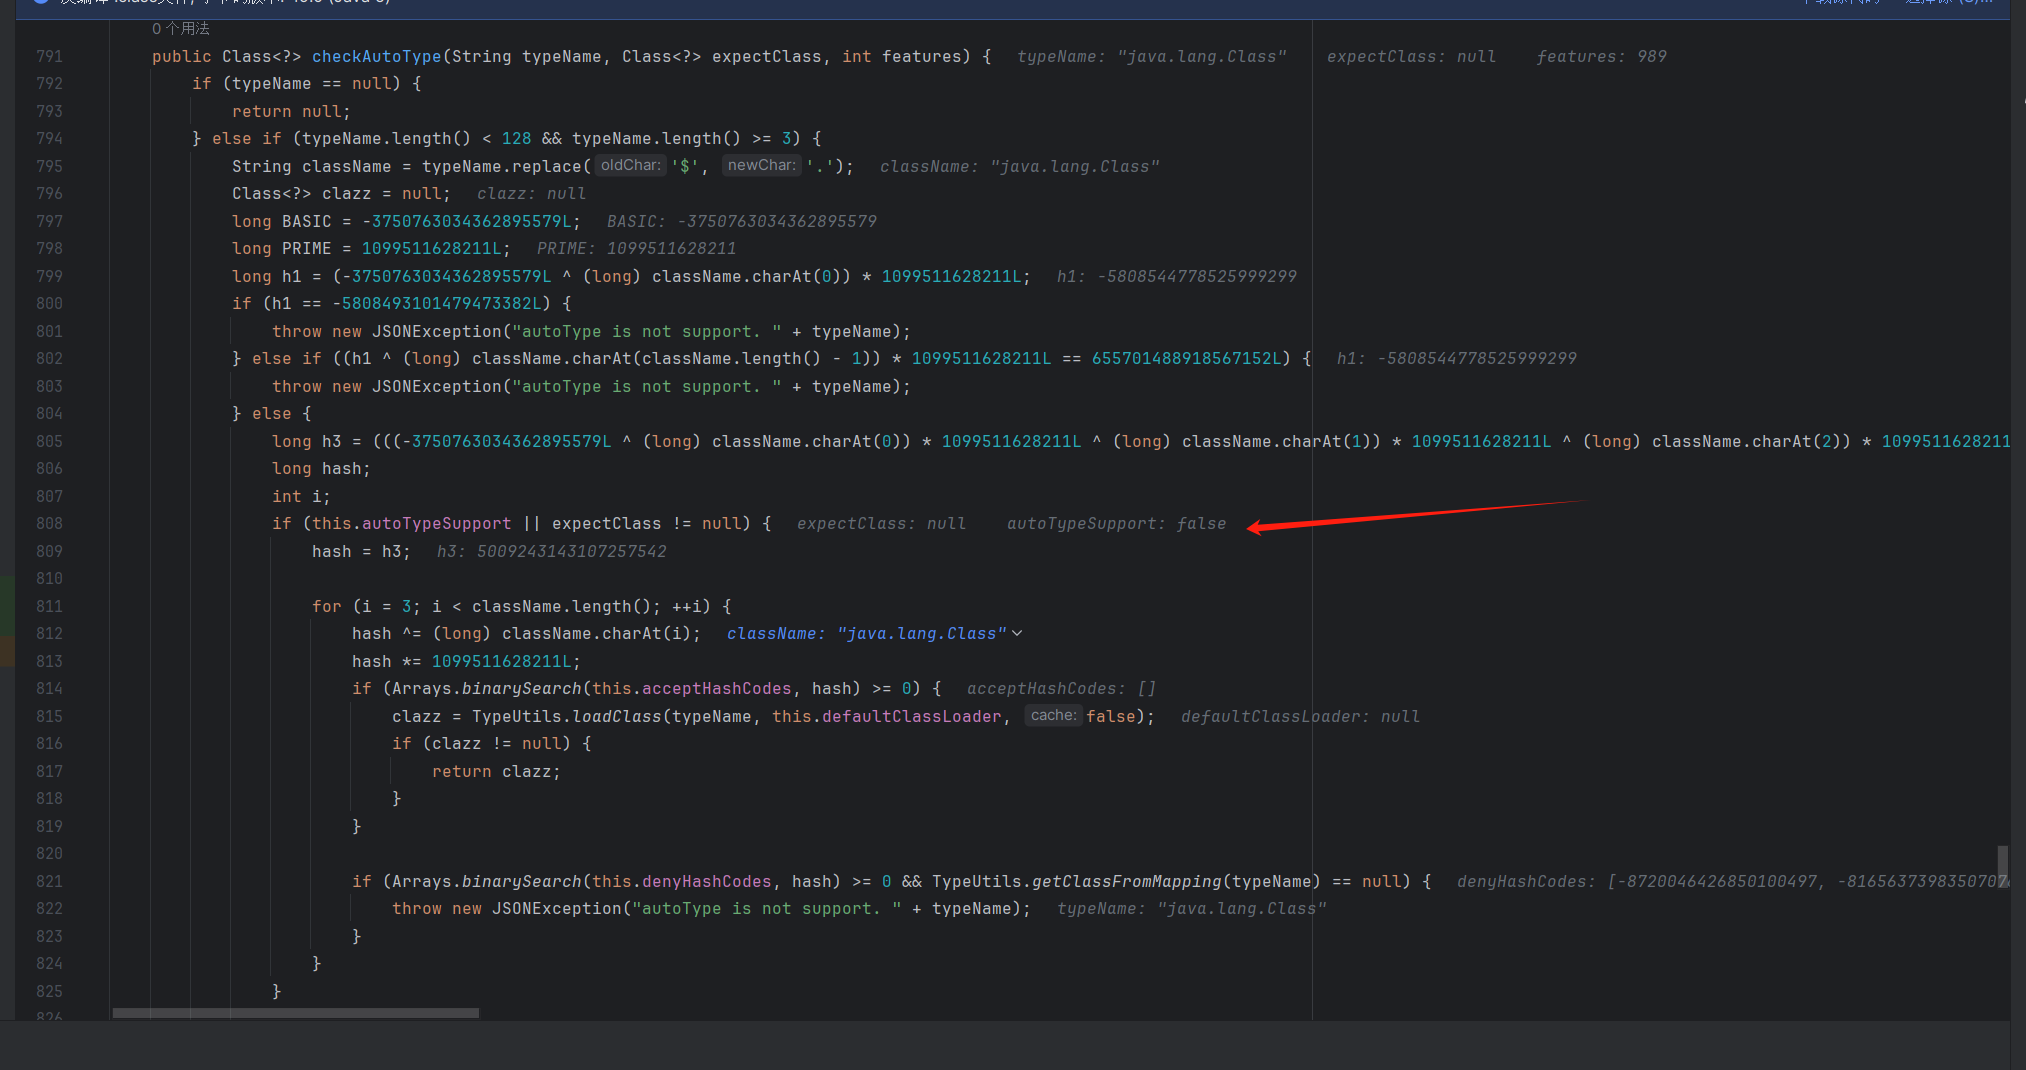 0 个用法
791 public Class<?> checkAutoType(String typeName, Class<?> expectClass, int features) { typeName: "java.lang.Class" expectClass: null features: 989
792 if (typeName == null) {
793 return null;
794 } else if (typeName.length() < 128 && typeName.length() >= 3) {
795 String className = typeName.replace( oldChar: '$', newChar: '.'); className: "java.lang.Class"
796 Class<?> clazz = null; clazz: null
797 long BASIC = -3750763034362895579L; BASIC: -3750763034362895579
798 long PRIME = 1099511628211L; PRIME: 1099511628211
799 long h1 = (-3750763034362895579L ^ (long) className.charAt(0)) * 1099511628211L; h1: -5808544778525999299
800 if (h1 == -5808493101479473382L) {
801 throw new JSONException("autoType is not support. " + typeName);
802 } else if ((h1 ^ (long) className.charAt(className.length() - 1)) * 1099511628211L == 655701488918567152L) { h1: -5808544778525999299
803 throw new JSONException("autoType is not support. " + typeName);
804 } else {
805 long h3 = (((-3750763034362895579L ^ (long) className.charAt(0)) * 1099511628211L ^ (long) className.charAt(1)) * 1099511628211L ^ (long) className.charAt(2)) * 1099511628211
806 long hash;
807 int i;
808 if (this.autoTypeSupport || expectClass != null) { expectClass: null autoTypeSupport: false
809 hash = h3; h3: 5009243143107257542
810
811 for (i = 3; i < className.length(); ++i) {
812 hash ^= (long) className.charAt(i); className: "java.lang.Class"
813 hash *= 1099511628211L;
814 if (Arrays.binarySearch(this.acceptHashCodes, hash) >= 0) { acceptHashCodes: []
815 clazz = TypeUtils.loadClass(typeName, this.defaultClassLoader, cache: false); defaultClassLoader: null
816 if (clazz != null) {
817 return clazz;
818 }
819 }
820
821 if (Arrays.binarySearch(this.denyHashCodes, hash) >= 0 && TypeUtils.getClassFromMapping(typeName) == null) { denyHashCodes: [-8720046426850100497, -816563739835070
822 throw new JSONException("autoType is not support. " + typeName); typeName: "java.lang.Class"
823 }
824 }
825 }
826